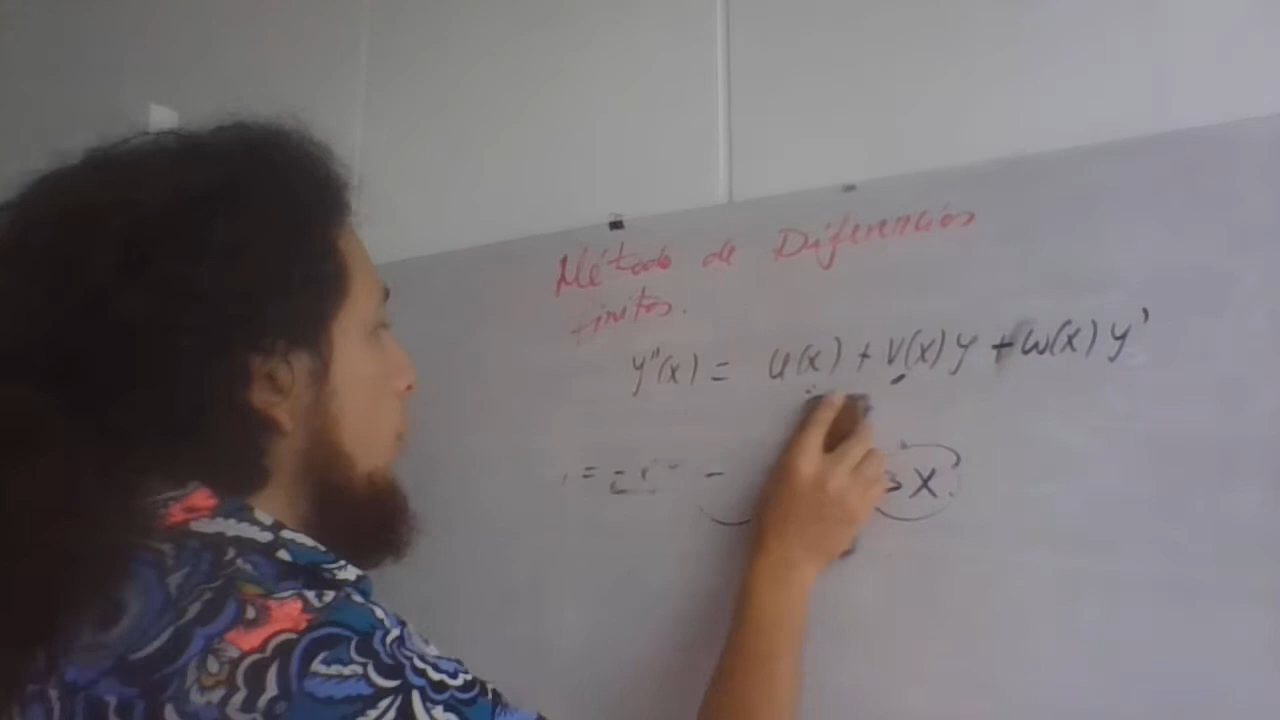 Método de Diferencias
finitas.
y''(x) = u(x) + v(x) y + w(x) y'
= - x